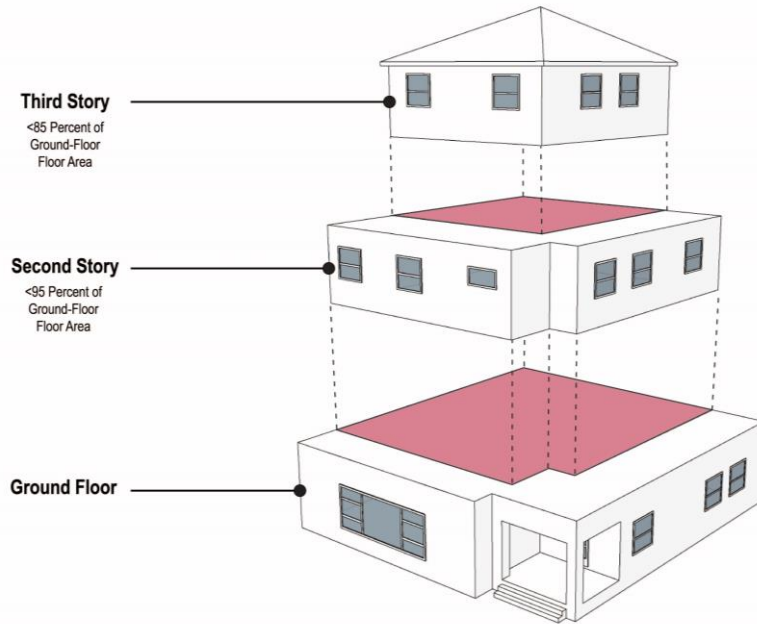 Third Story
<85 Percent of
Ground-Floor
Floor Area
Second Story
<95 Percent of
Ground-Floor
Floor Area
Ground Floor